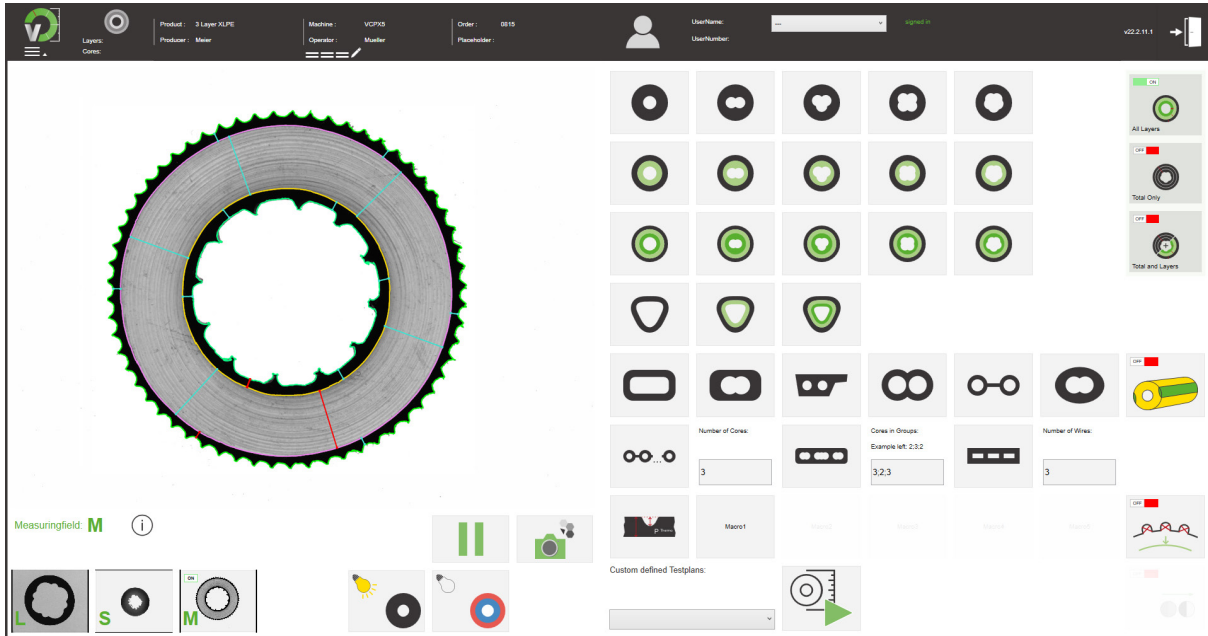 Product : 3 Layer XLPE
Machine : VCPX5
Order : 0815
UserName:
---
signed in
Layers:
Producer : Meier
Operator : Mueller
Placeholder :
UserNumber:
v22.2.11.1
Cores:
ON
All Layers
OFF
Total Only
OFF
Total and Layers
OFF
Number of Cores:
Cores in Groups:
Number of Wires:
Example left: 2;3;2
3
3;2;3
3
Measuringfield: M
i
Macro1
OFF
Custom defined Testplans:
L
S
ON
M